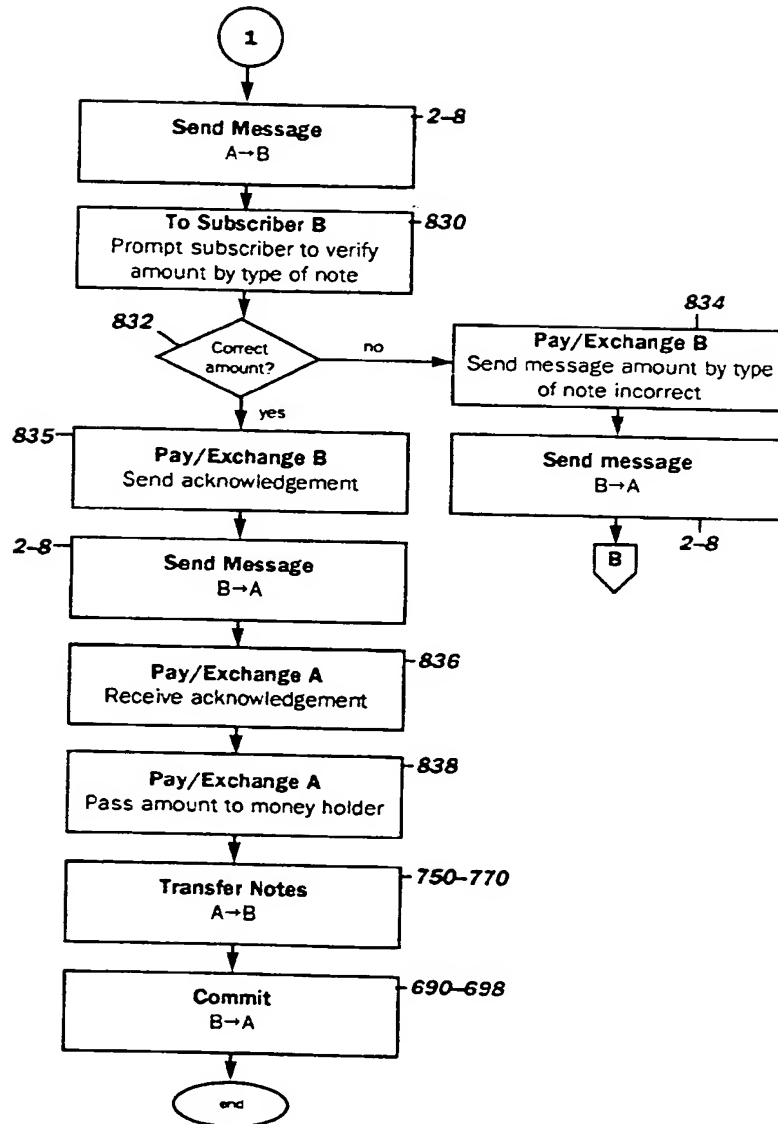 1
Send Message
A→B
2-8
To Subscriber B
Prompt subscriber to verify
amount by type of note
830
832
Correct
amount?
no
yes
834
Pay/Exchange B
Send message amount by type
of note incorrect
Send message
B→A
2-8
B
835
Pay/Exchange B
Send acknowledgement
2-8
Send Message
B→A
Pay/Exchange A
Receive acknowledgement
836
Pay/Exchange A
Pass amount to money holder
838
Transfer Notes
A→B
750-770
Commit
B→A
690-698
end